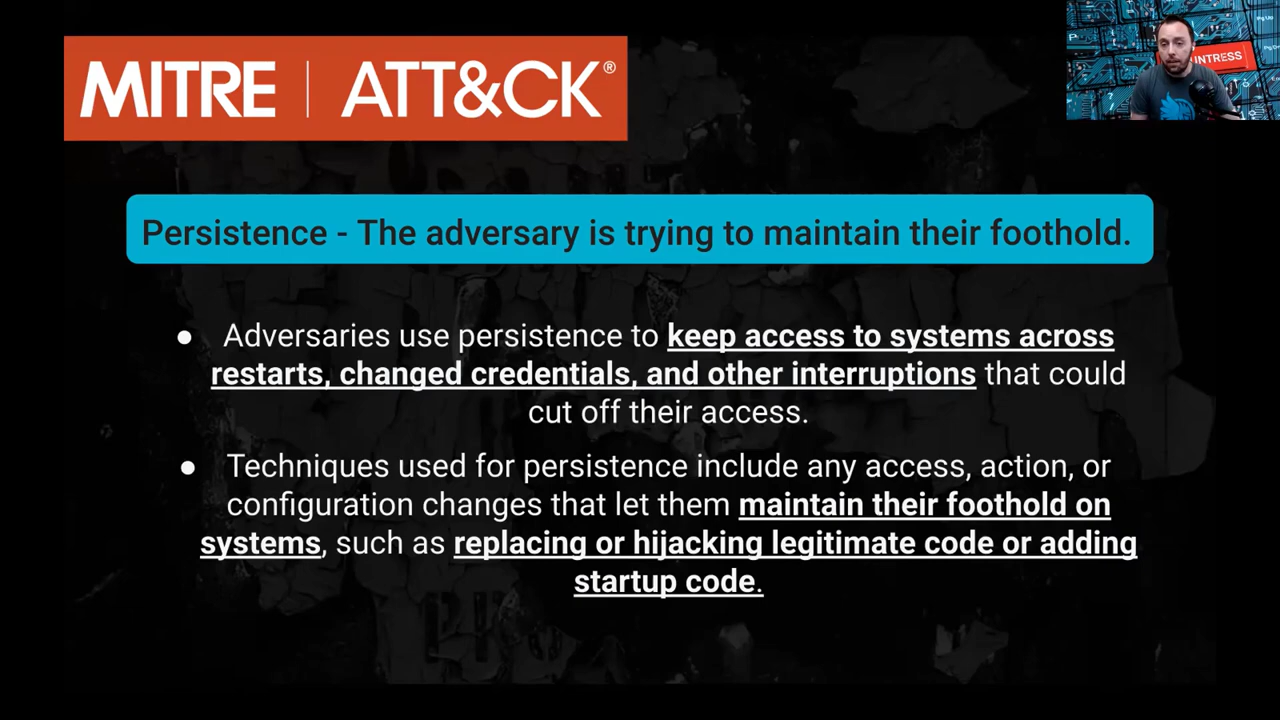 MITRE | ATT&CK®
UNTRESS
Persistence - The adversary is trying to maintain their foothold.
● Adversaries use persistence to keep access to systems across
restarts, changed credentials, and other interruptions that could
cut off their access.
● Techniques used for persistence include any access, action, or
configuration changes that let them maintain their foothold on
systems, such as replacing or hijacking legitimate code or adding
startup code.